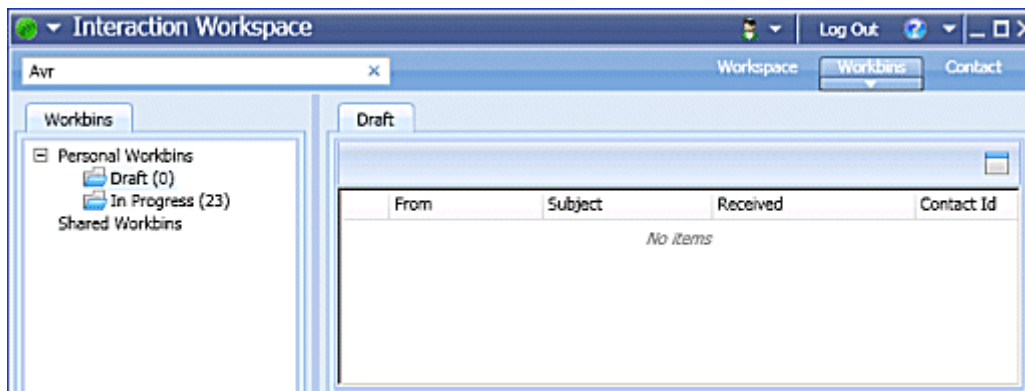 Interaction Workspace Log Out
Avr Workspace Workbins Contact
Workbins
Draft
Personal Workbins
Draft (0)
In Progress (23)
Shared Workbins
From Subject Received Contact Id
No items